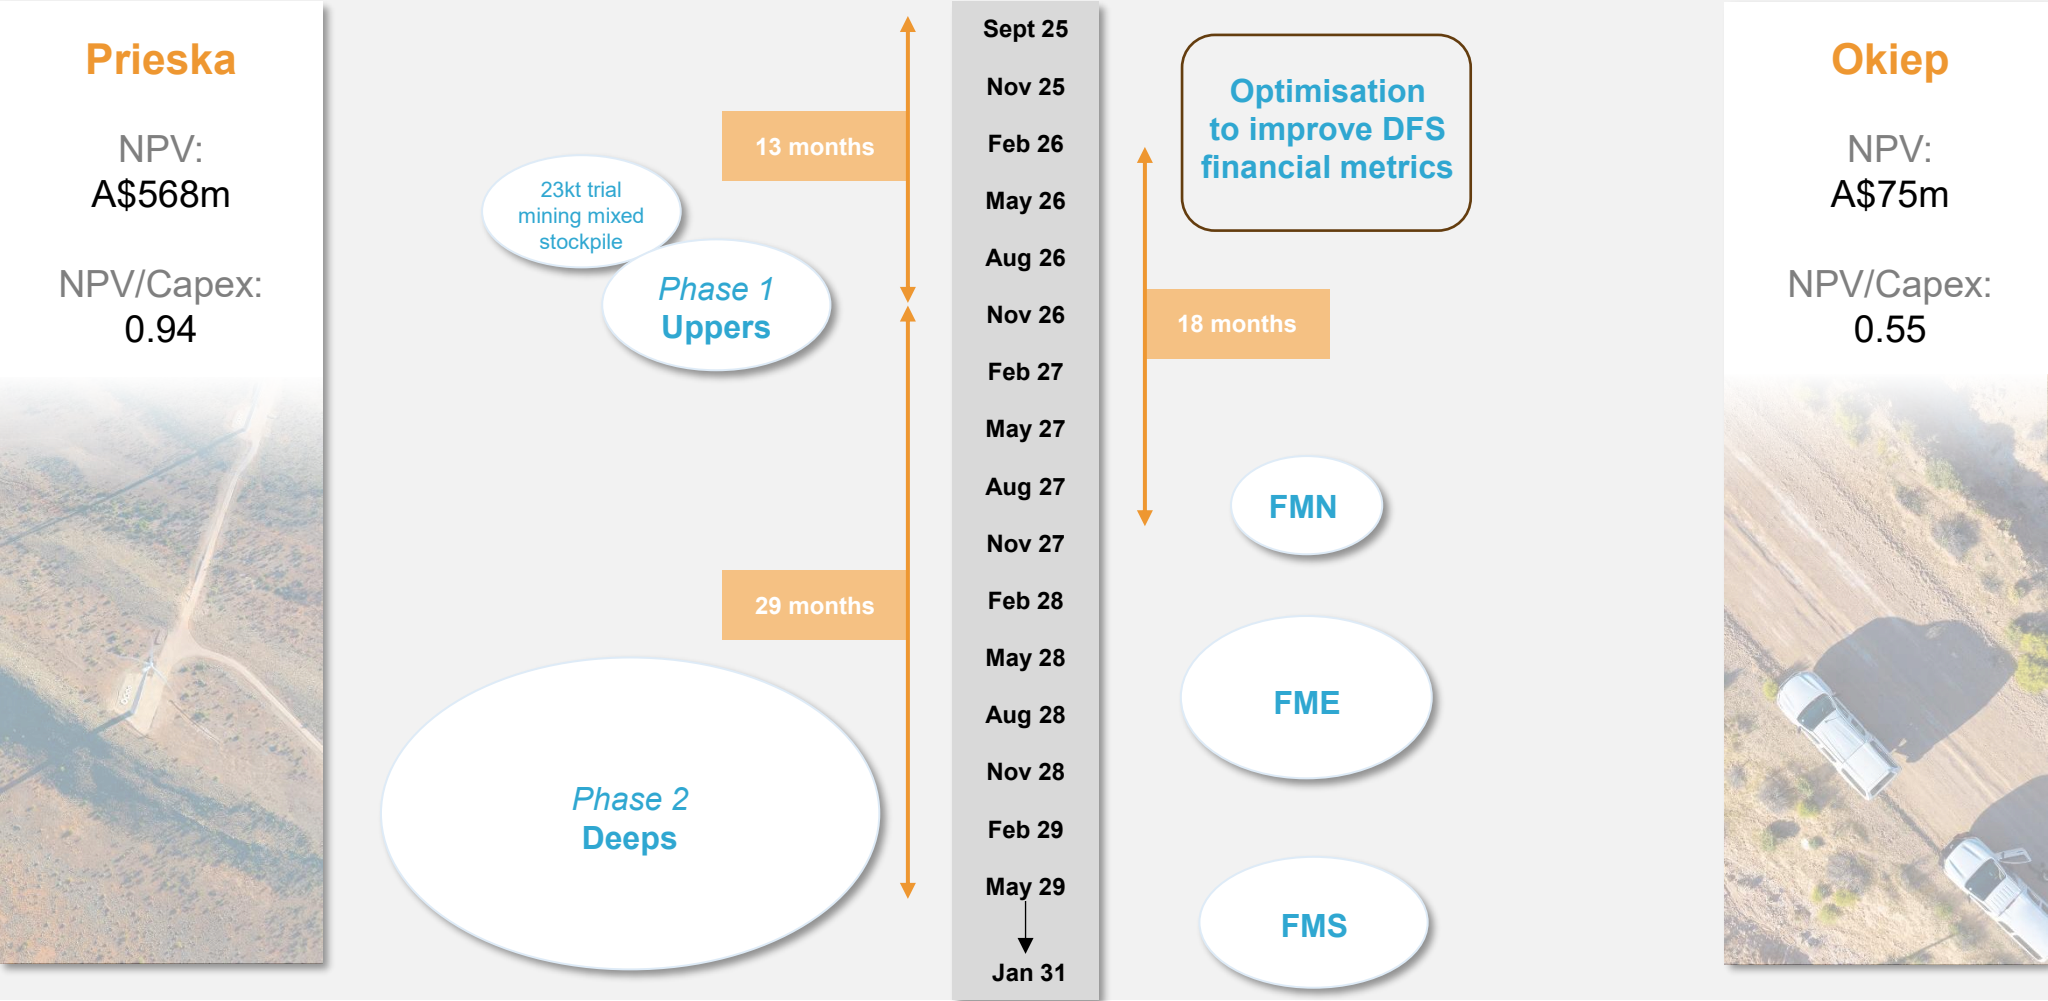 Prieska
NPV:
A$568m
NPV/Capex:
0.94
13 months
23kt trial
mining mixed
stockpile
Phase 1
Uppers
29 months
Phase 2
Deeps
Sept 25
Nov 25
Feb 26
May 26
Aug 26
Nov 26
Feb 27
May 27
Aug 27
Nov 27
Feb 28
May 28
Aug 28
Nov 28
Feb 29
May 29
Jan 31
Optimisation
to improve DFS
financial metrics
18 months
FMN
FME
FMS
Okiep
NPV:
A$75m
NPV/Capex:
0.55